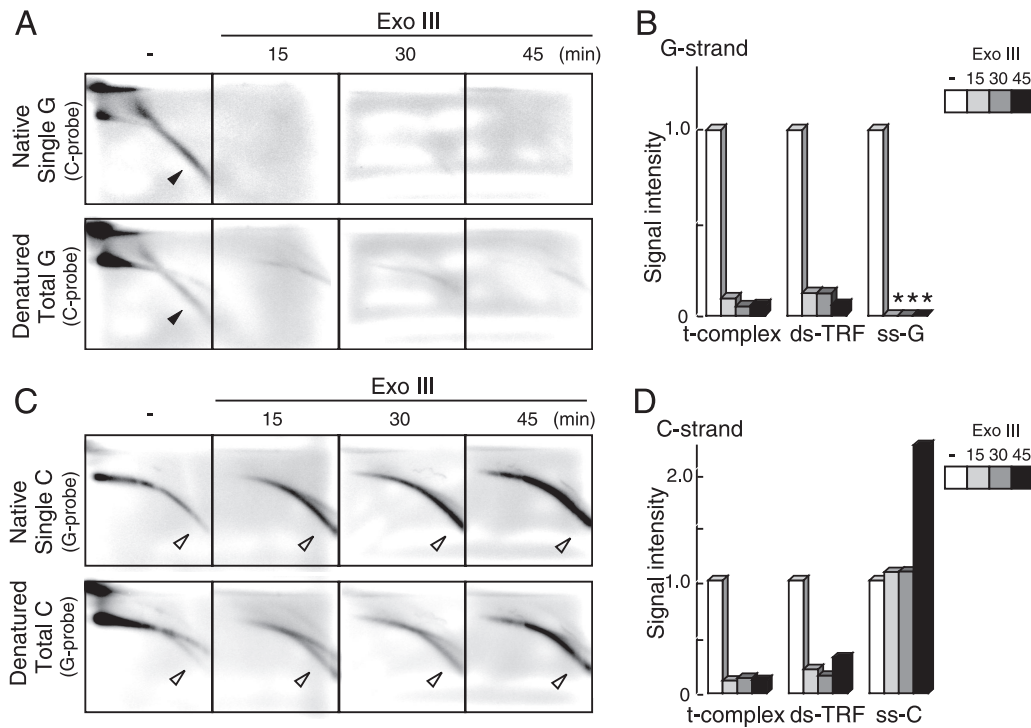 A
Exo III
- 15 30 45 (min)
Native
Single G
(C-probe)
Denatured
Total G
(C-probe)
B
G-strand
Exo III
- 15 30 45
Signal intensity
1.0
0
***
t-complex ds-TRF ss-G
C
Exo III
- 15 30 45 (min)
Native
Single C
(G-probe)
Denatured
Total C
(G-probe)
D
C-strand
Exo III
- 15 30 45
Signal intensity
2.0
1.0
0
t-complex ds-TRF ss-C